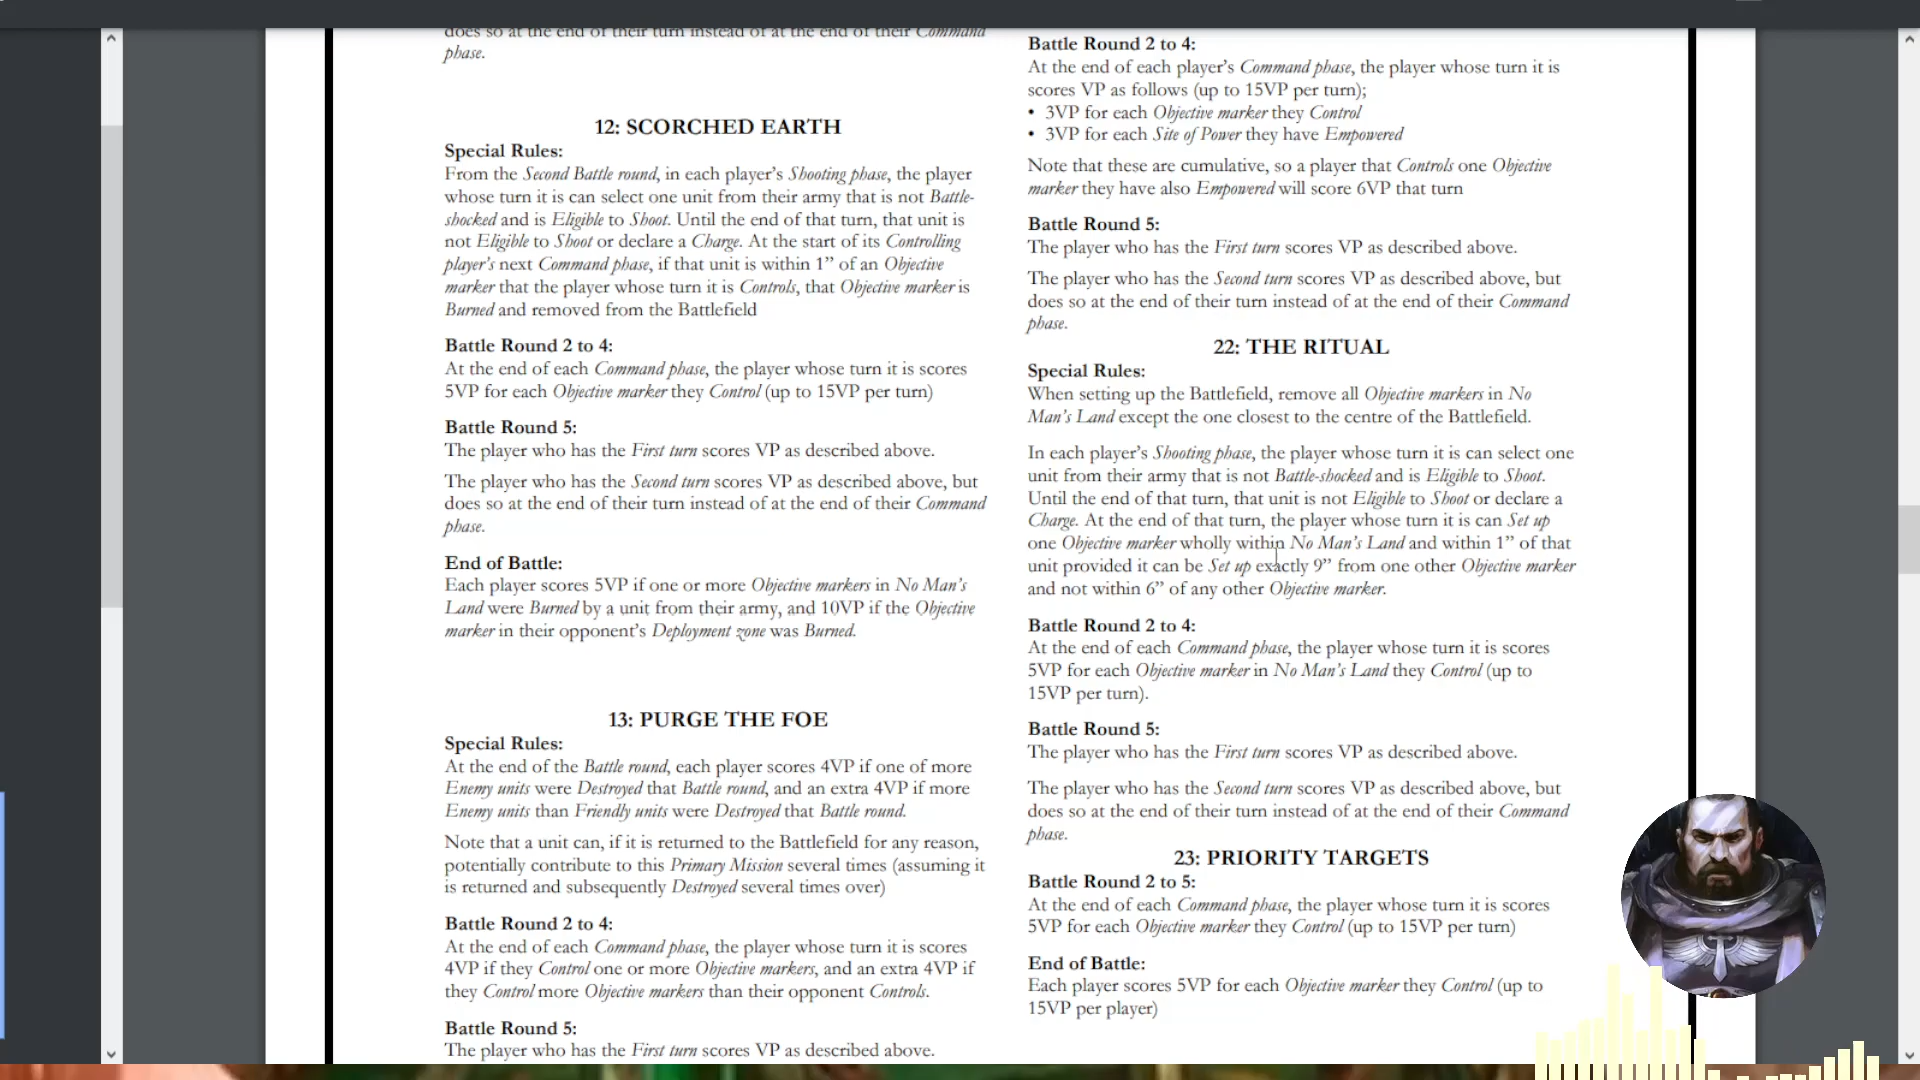 does so at the end of their turn instead of at the end of their Command
phase.
12: SCORCHED EARTH
Special Rules:
From the Second Battle round, in each player's Shooting phase, the player
whose turn it is can select one unit from their army that is not Battle-
shocked and is Eligible to Shoot. Until the end of that turn, that unit is
not Eligible to Shoot or declare a Charge. At the start of its Controlling
player's next Command phase, if that unit is within 1” of an Objective
marker that the player whose turn it is Controls, that Objective marker is
Burned and removed from the Battlefield
Battle Round 2 to 4:
At the end of each Command phase, the player whose turn it is scores
5VP for each Objective marker they Control (up to 15VP per turn)
Battle Round 5:
The player who has the First turn scores VP as described above.
The player who has the Second turn scores VP as described above, but
does so at the end of their turn instead of at the end of their Command
phase.
End of Battle:
Each player scores 5VP if one or more Objective markers in No Man's
Land were Burned by a unit from their army, and 10VP if the Objective
marker in their opponent's Deployment zone was Burned.
13: PURGE THE FOE
Special Rules:
At the end of the Battle round, each player scores 4VP if one of more
Enemy units were Destroyed that Battle round, and an extra 4VP if more
Enemy units than Friendly units were Destroyed that Battle round.
Note that a unit can, if it is returned to the Battlefield for any reason,
potentially contribute to this Primary Mission several times (assuming it
is returned and subsequently Destroyed several times over)
Battle Round 2 to 4:
At the end of each Command phase, the player whose turn it is scores
4VP if they Control one or more Objective markers, and an extra 4VP if
they Control more Objective markers than their opponent Controls.
Battle Round 5:
The player who has the First turn scores VP as described above.
Battle Round 2 to 4:
At the end of each player's Command phase, the player whose turn it is
scores VP as follows (up to 15VP per turn);
• 3VP for each Objective marker they Control
• 3VP for each Site of Power they have Empowered
Note that these are cumulative, so a player that Controls one Objective
marker they have also Empowered will score 6VP that turn
Battle Round 5:
The player who has the First turn scores VP as described above.
The player who has the Second turn scores VP as described above, but
does so at the end of their turn instead of at the end of their Command
phase.
22: THE RITUAL
Special Rules:
When setting up the Battlefield, remove all Objective markers in No
Man's Land except the one closest to the centre of the Battlefield.
In each player's Shooting phase, the player whose turn it is can select one
unit from their army that is not Battle-shocked and is Eligible to Shoot.
Until the end of that turn, that unit is not Eligible to Shoot or declare a
Charge. At the end of that turn, the player whose turn it is can Set up
one Objective marker wholly within No Man's Land and within 1” of that
unit provided it can be Set up exactly 9” from one other Objective marker
and not within 6” of any other Objective marker.
Battle Round 2 to 4:
At the end of each Command phase, the player whose turn it is scores
5VP for each Objective marker in No Man's Land they Control (up to
15VP per turn).
Battle Round 5:
The player who has the First turn scores VP as described above.
The player who has the Second turn scores VP as described above, but
does so at the end of their turn instead of at the end of their Command
phase.
23: PRIORITY TARGETS
Battle Round 2 to 5:
At the end of each Command phase, the player whose turn it is scores
5VP for each Objective marker they Control (up to 15VP per turn)
End of Battle:
Each player scores 5VP for each Objective marker they Control (up to
15VP per player)